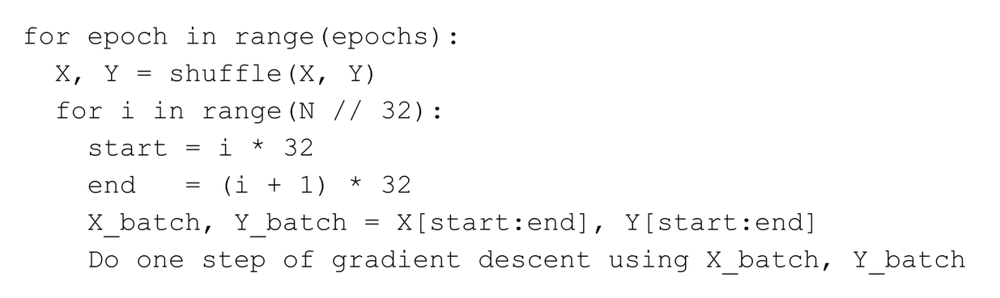 for epoch in range(epochs):
  X, Y = shuffle(X, Y)
  for i in range(N // 32):
    start = i * 32
    end   = (i + 1) * 32
    X_batch, Y_batch = X[start:end], Y[start:end]
    Do one step of gradient descent using X_batch, Y_batch